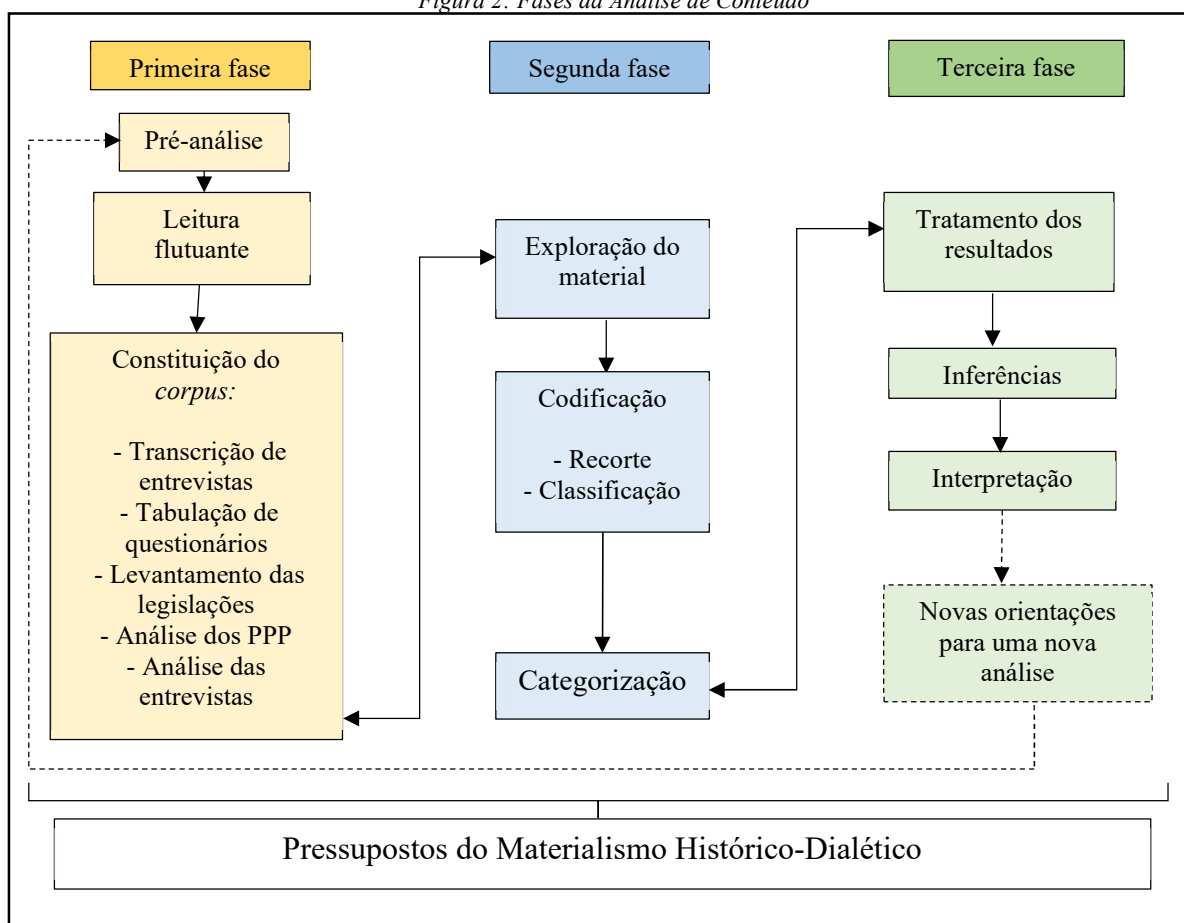 Figura 2: Fases da Análise de Conteúdo
Primeira fase
Segunda fase
Terceira fase
Pré-análise
Leitura
flutuante
Constituição do
corpus:
- Transcrição de
entrevistas
- Tabulação de
questionários
- Levantamento das
legislações
- Análise dos PPP
- Análise das
entrevistas
Exploração do
material
Codificação
- Recorte
- Classificação
Categorização
Tratamento dos
resultados
Inferências
Interpretação
Novas orientações
para uma nova
análise
Pressupostos do Materialismo Histórico-Dialético